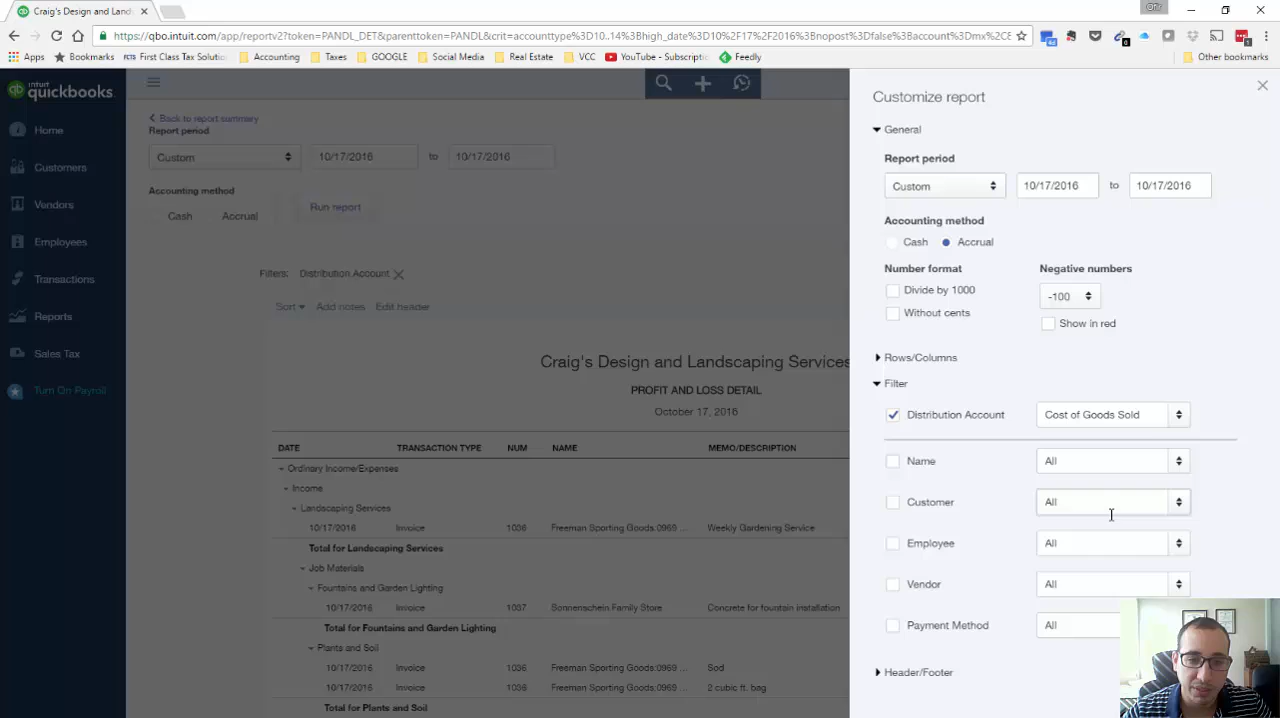 Craig's Design and Land
https://qbo.intuit.com/app/reportv2?token=PANDL_DET&parenttoken=PANDL&crit=accounttype%3D10..14%3Bhigh_date%3D10%2F17%2F2016%3Bnopost%3Dfalse%3Baccount%3Dmx%2CE
Apps Bookmarks First Class Tax Solutio Accounting Taxes GOOGLE Social Media Real Estate VCC YouTube - Subscriptio Feedly Other bookmarks
intuit
quickbooks.
Home
Customers
Vendors
Employees
Transactions
Reports
Sales Tax
Turn On Payroll
Back to report summary
Report period
Custom 10/17/2016 to 10/17/2016
Accounting method
Cash Accrual Run report
Filters: Distribution Account
Sort Add notes Edit header
Craig's Design and Landscaping Services
PROFIT AND LOSS DETAIL
October 17, 2016
DATE TRANSACTION TYPE NUM NAME MEMO/DESCRIPTION
Ordinary Income/Expenses
Income
Landscaping Services
10/17/2016 Invoice 1036 Freeman Sporting Goods:0969 ... Weekly Gardening Service
Total for Landscaping Services
Job Materials
Fountains and Garden Lighting
10/17/2016 Invoice 1037 Sonnenschein Family Store Concrete for fountain installation
Total for Fountains and Garden Lighting
Plants and Soil
10/17/2016 Invoice 1036 Freeman Sporting Goods:0969 ... Sod
10/17/2016 Invoice 1036 Freeman Sporting Goods:0969 ... 2 cubic ft. bag
Total for Plants and Soil
Customize report
General
Report period
Custom 10/17/2016 to 10/17/2016
Accounting method
Cash Accrual
Number format Negative numbers
Divide by 1000 -100
Without cents Show in red
Rows/Columns
Filter
Distribution Account Cost of Goods Sold
Name All
Customer All
Employee All
Vendor All
Payment Method All
Header/Footer